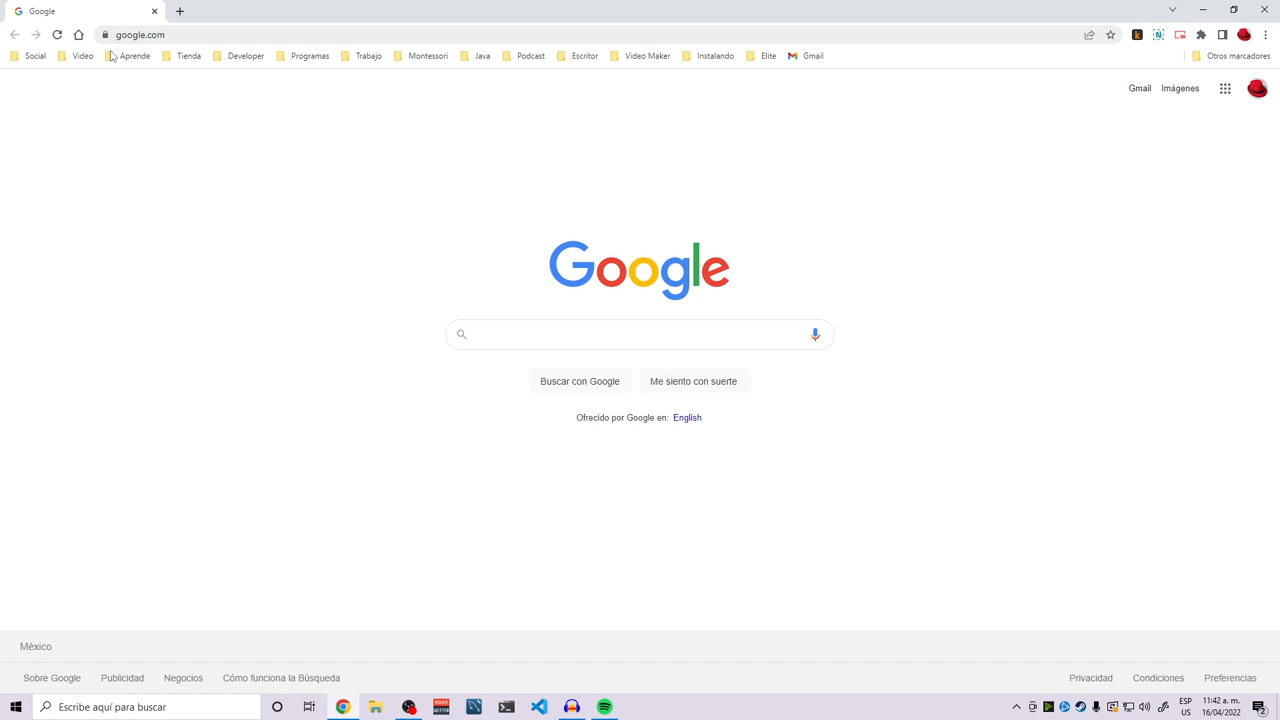 Google
google.com
Social Video Aprende Tienda Developer Programas Trabajo Montessori Java Podcast Escritor Video Maker Instalando Elite Gmail Otros marcadores
Gmail Imágenes
Google
Buscar con Google Me siento con suerte
Ofrecido por Google en: English
México
Sobre Google Publicidad Negocios Cómo funciona la Búsqueda Privacidad Condiciones Preferencias
Escribe aquí para buscar
ESP 11:42 a. m.
US 16/04/2022
2